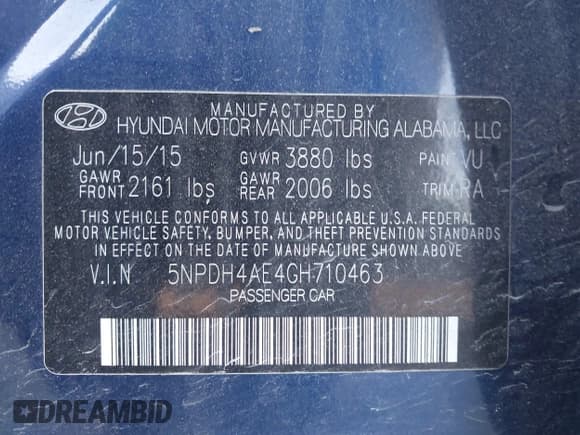 MANUFACTURED BY
HYUNDAI MOTOR MANUFACTURING ALABAMA, LLC
Jun/15/15 GVWR 3880 lbs PAINT VU
GAWR FRONT 2161 lbs GAWR REAR 2006 lbs TRIM RA
THIS VEHICLE CONFORMS TO ALL APPLICABLE U.S.A. FEDERAL
MOTOR VEHICLE SAFETY, BUMPER, AND THEFT PREVENTION STANDARDS
IN EFFECT ON THE DATE OF MANUFACTURE SHOWN ABOVE
V.I.N 5NPDH4AE4GH710463
PASSENGER CAR
DREAMBID